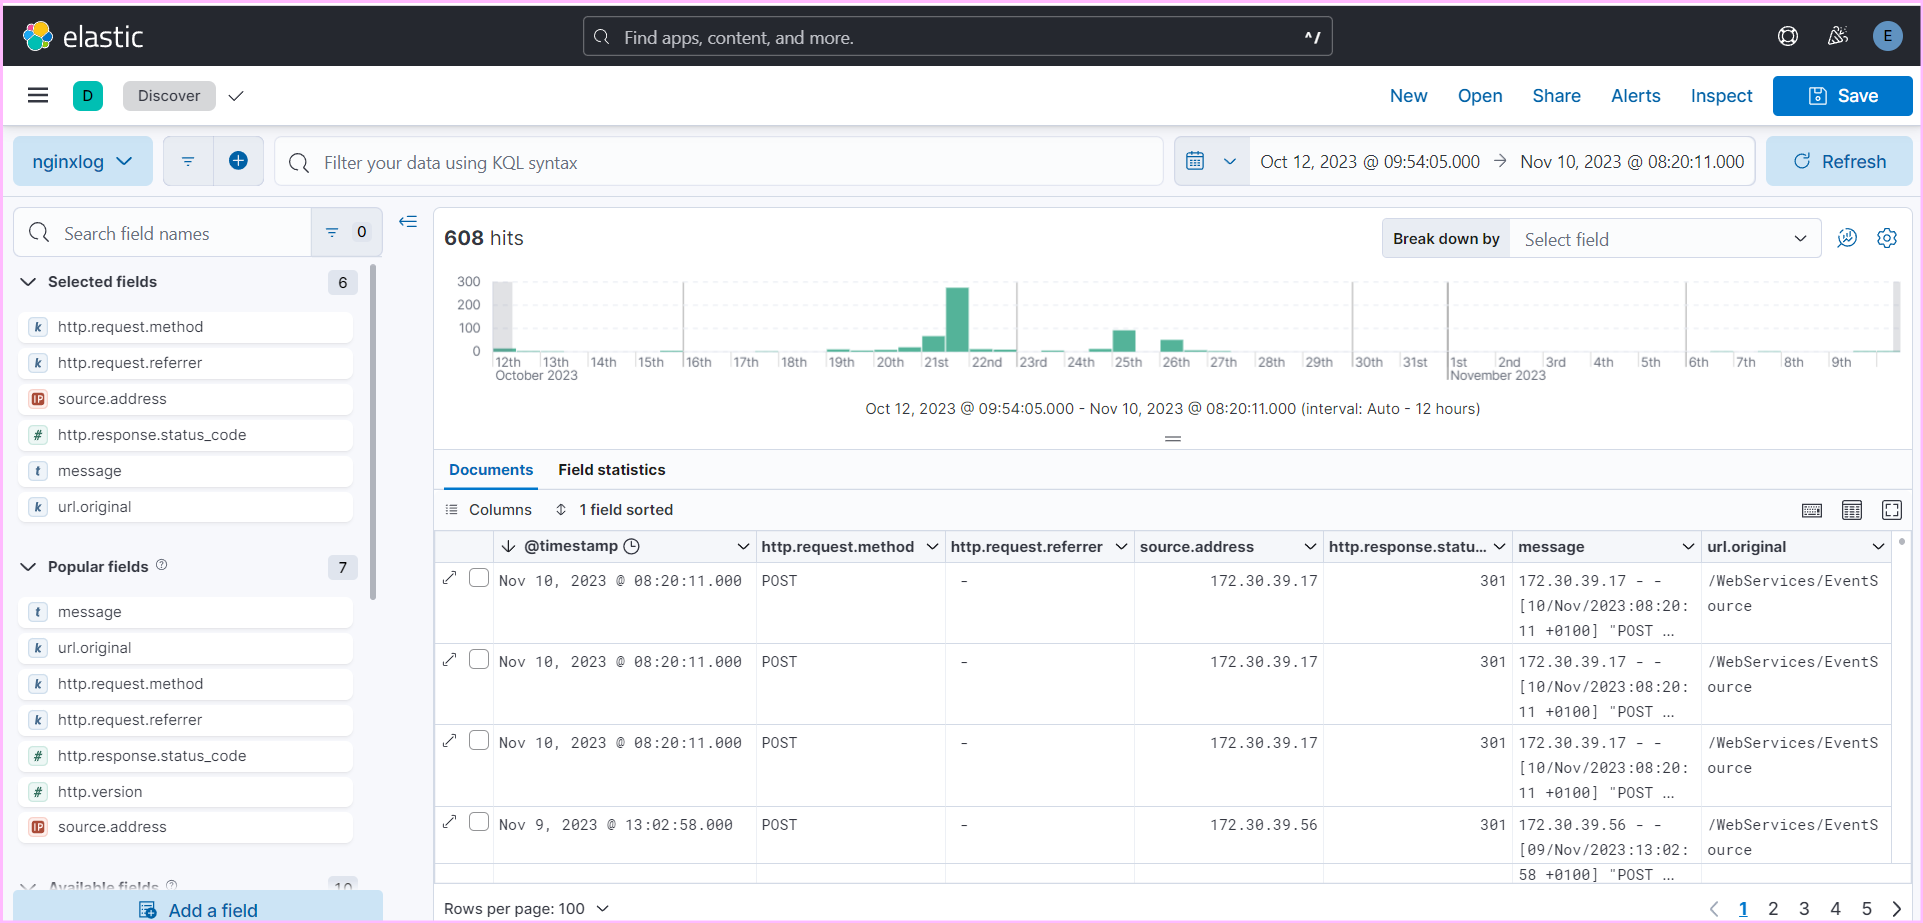 elastic
Find apps, content, and more.
^/
E
D
Discover
New
Open
Share
Alerts
Inspect
Save
nginxlog
Filter your data using KQL syntax
Oct 12, 2023 @ 09:54:05.000 → Nov 10, 2023 @ 08:20:11.000
Refresh
Search field names
0
Selected fields
6
k http.request.method
k http.request.referrer
IP source.address
# http.response.status_code
t message
k url.original
Popular fields
7
t message
k url.original
k http.request.method
k http.request.referrer
# http.response.status_code
# http.version
IP source.address
Available fields
10
Add a field
608 hits
Break down by
Select field
300
200
100
0
12th 13th 14th 15th 16th 17th 18th 19th 20th 21st 22nd 23rd 24th 25th 26th 27th 28th 29th 30th 31st 1st 2nd 3rd 4th 5th 6th 7th 8th 9th
October 2023 November 2023
Oct 12, 2023 @ 09:54:05.000 - Nov 10, 2023 @ 08:20:11.000 (interval: Auto - 12 hours)
Documents
Field statistics
Columns
1 field sorted
@timestamp http.request.method http.request.referrer source.address http.response.statu... message url.original
Nov 10, 2023 @ 08:20:11.000 POST - 172.30.39.17 301 172.30.39.17 - - /WebServices/EventS
[10/Nov/2023:08:20: ource
11 +0100] "POST ...
Nov 10, 2023 @ 08:20:11.000 POST - 172.30.39.17 301 172.30.39.17 - - /WebServices/EventS
[10/Nov/2023:08:20: ource
11 +0100] "POST ...
Nov 10, 2023 @ 08:20:11.000 POST - 172.30.39.17 301 172.30.39.17 - - /WebServices/EventS
[10/Nov/2023:08:20: ource
11 +0100] "POST ...
Nov 9, 2023 @ 13:02:58.000 POST - 172.30.39.56 301 172.30.39.56 - - /WebServices/EventS
[09/Nov/2023:13:02: ource
58 +0100] "POST ...
Rows per page: 100
1 2 3 4 5